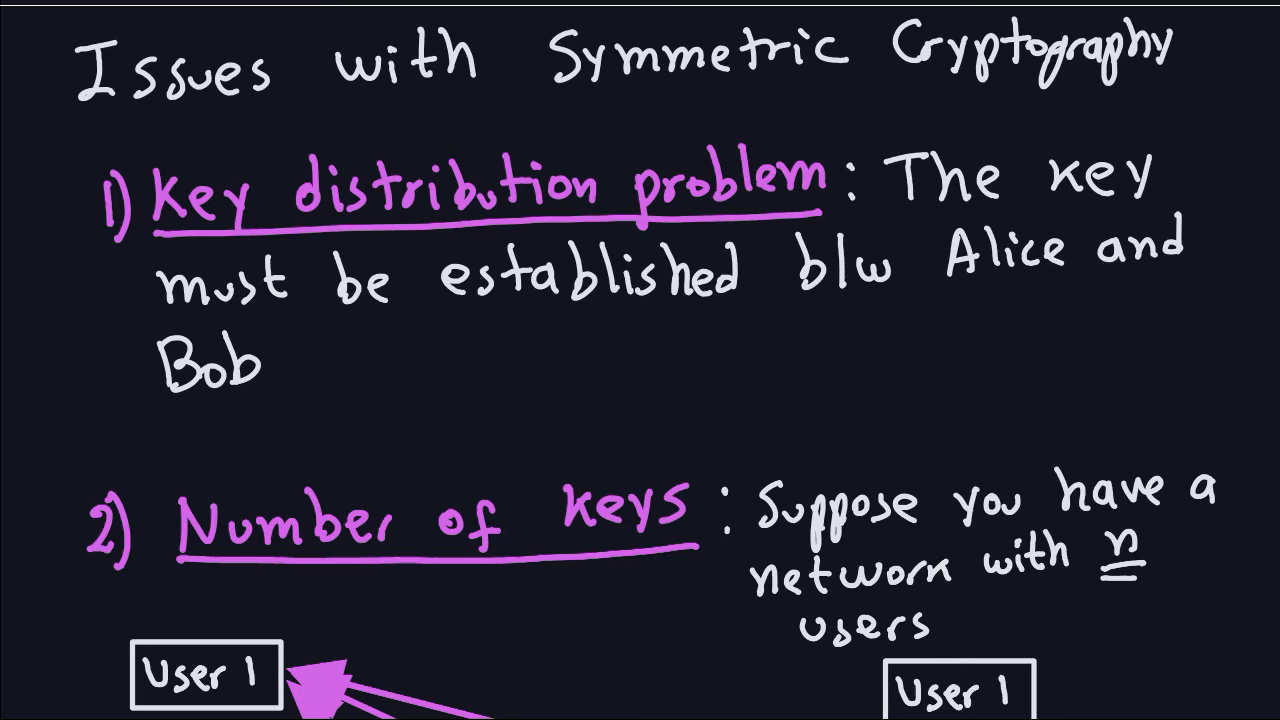 Issues with Symmetric Cryptography
1) Key distribution problem : The key
must be established b/w Alice and
Bob
2) Number of keys : Suppose you have a
network with n
users
User 1
User 1